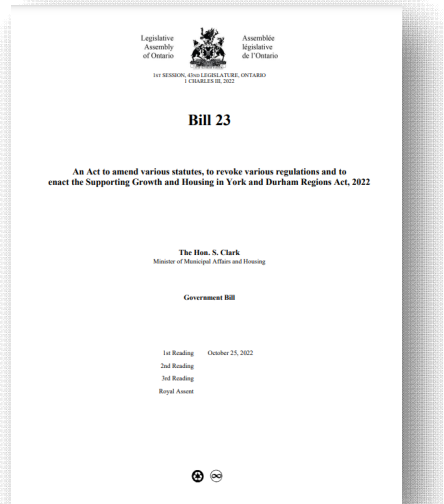 Legislative
Assembly
of Ontario
Assemblée
législative
de l'Ontario
1ST SESSION, 43RD LEGISLATURE, ONTARIO
1 CHARLES III, 2022
Bill 23
An Act to amend various statutes, to revoke various regulations and to
enact the Supporting Growth and Housing in York and Durham Regions Act, 2022
The Hon. S. Clark
Minister of Municipal Affairs and Housing
Government Bill
1st Reading October 25, 2022
2nd Reading
3rd Reading
Royal Assent